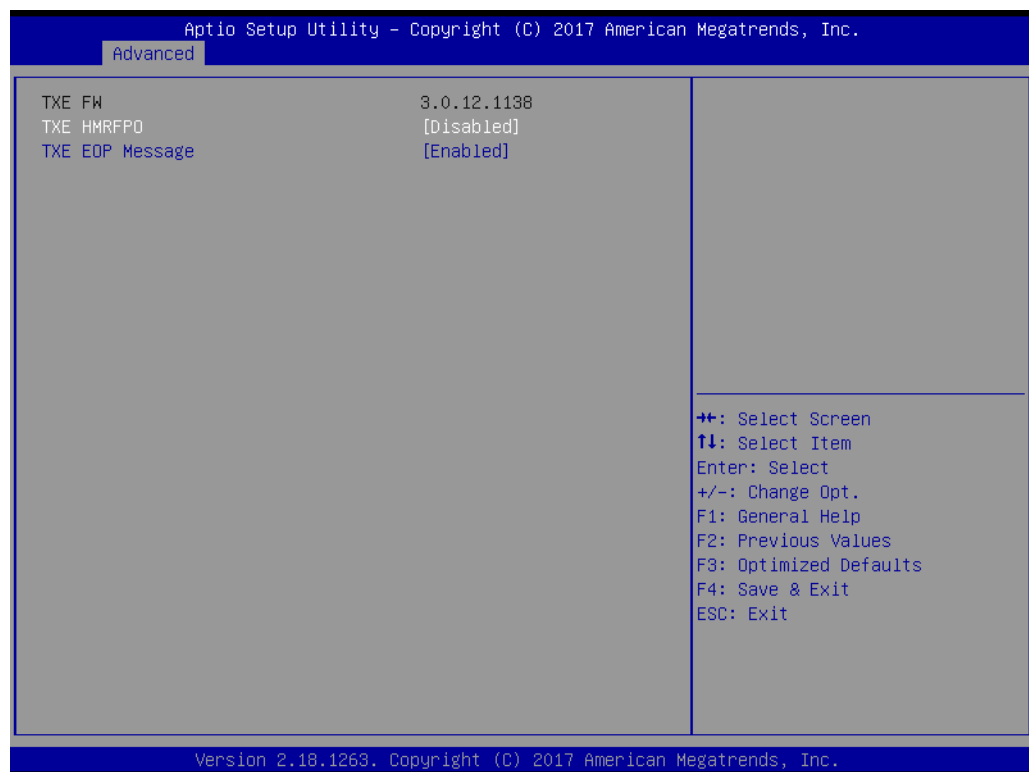 Aptio Setup Utility – Copyright (C) 2017 American Megatrends, Inc.
Advanced
TXE FW 3.0.12.1138
TXE HMRFPO [Disabled]
TXE EOP Message [Enabled]
→←: Select Screen
↑↓: Select Item
Enter: Select
+/-: Change Opt.
F1: General Help
F2: Previous Values
F3: Optimized Defaults
F4: Save & Exit
ESC: Exit
Version 2.18.1263. Copyright (C) 2017 American Megatrends, Inc.